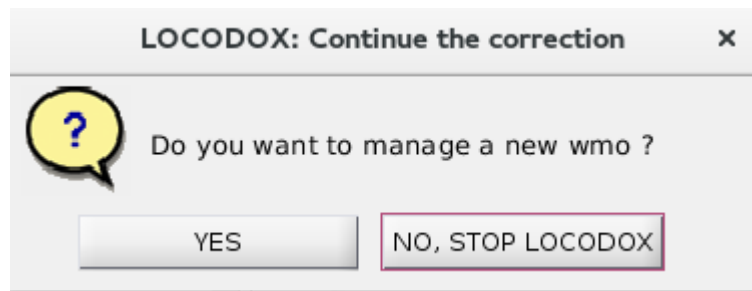 LOCODOX: Continue the correction ×
?
Do you want to manage a new wmo ?
YES NO, STOP LOCODOX